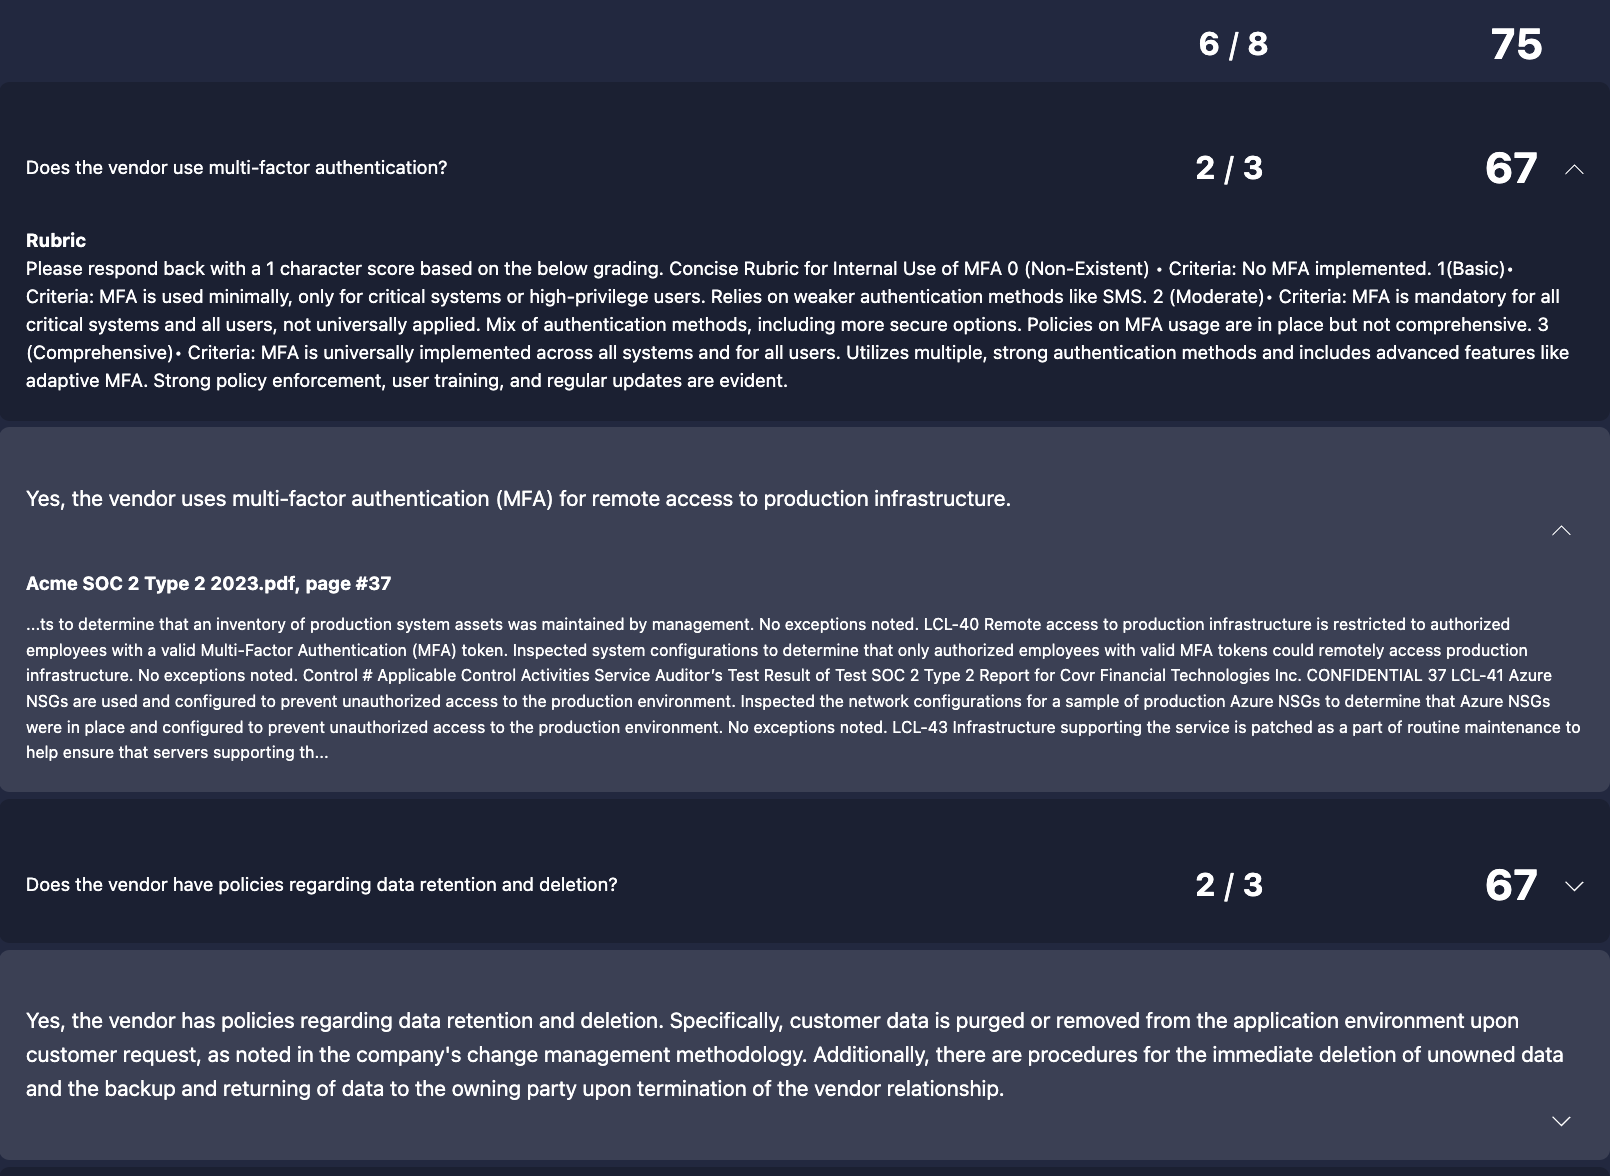 6 / 8 75
Does the vendor use multi-factor authentication? 2 / 3 67
Rubric
Please respond back with a 1 character score based on the below grading. Concise Rubric for Internal Use of MFA 0 (Non-Existent) • Criteria: No MFA implemented. 1(Basic)•
Criteria: MFA is used minimally, only for critical systems or high-privilege users. Relies on weaker authentication methods like SMS. 2 (Moderate)• Criteria: MFA is mandatory for all
critical systems and all users, not universally applied. Mix of authentication methods, including more secure options. Policies on MFA usage are in place but not comprehensive. 3
(Comprehensive)• Criteria: MFA is universally implemented across all systems and for all users. Utilizes multiple, strong authentication methods and includes advanced features like
adaptive MFA. Strong policy enforcement, user training, and regular updates are evident.
Yes, the vendor uses multi-factor authentication (MFA) for remote access to production infrastructure.
Acme SOC 2 Type 2 2023.pdf, page #37
...ts to determine that an inventory of production system assets was maintained by management. No exceptions noted. LCL-40 Remote access to production infrastructure is restricted to authorized
employees with a valid Multi-Factor Authentication (MFA) token. Inspected system configurations to determine that only authorized employees with valid MFA tokens could remotely access production
infrastructure. No exceptions noted. Control # Applicable Control Activities Service Auditor's Test Result of Test SOC 2 Type 2 Report for Covr Financial Technologies Inc. CONFIDENTIAL 37 LCL-41 Azure
NSGs are used and configured to prevent unauthorized access to the production environment. Inspected the network configurations for a sample of production Azure NSGs to determine that Azure NSGs
were in place and configured to prevent unauthorized access to the production environment. No exceptions noted. LCL-43 Infrastructure supporting the service is patched as a part of routine maintenance to
help ensure that servers supporting th...
Does the vendor have policies regarding data retention and deletion? 2 / 3 67
Yes, the vendor has policies regarding data retention and deletion. Specifically, customer data is purged or removed from the application environment upon
customer request, as noted in the company's change management methodology. Additionally, there are procedures for the immediate deletion of unowned data
and the backup and returning of data to the owning party upon termination of the vendor relationship.